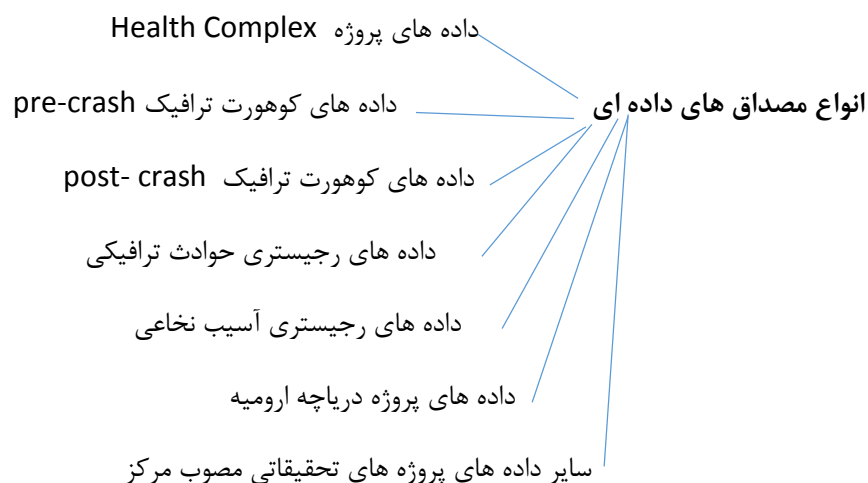 داده های پروژه Health Complex
انواع مصداق های داده ای
داده های کوهورت ترافیک pre-crash
داده های کوهورت ترافیک post- crash
داده های رجیستری حوادث ترافیکی
داده های رجیستری آسیب نخاعی
داده های پروژه دریاچه ارومیه
سایر داده های پروژه های تحقیقاتی مصوب مرکز